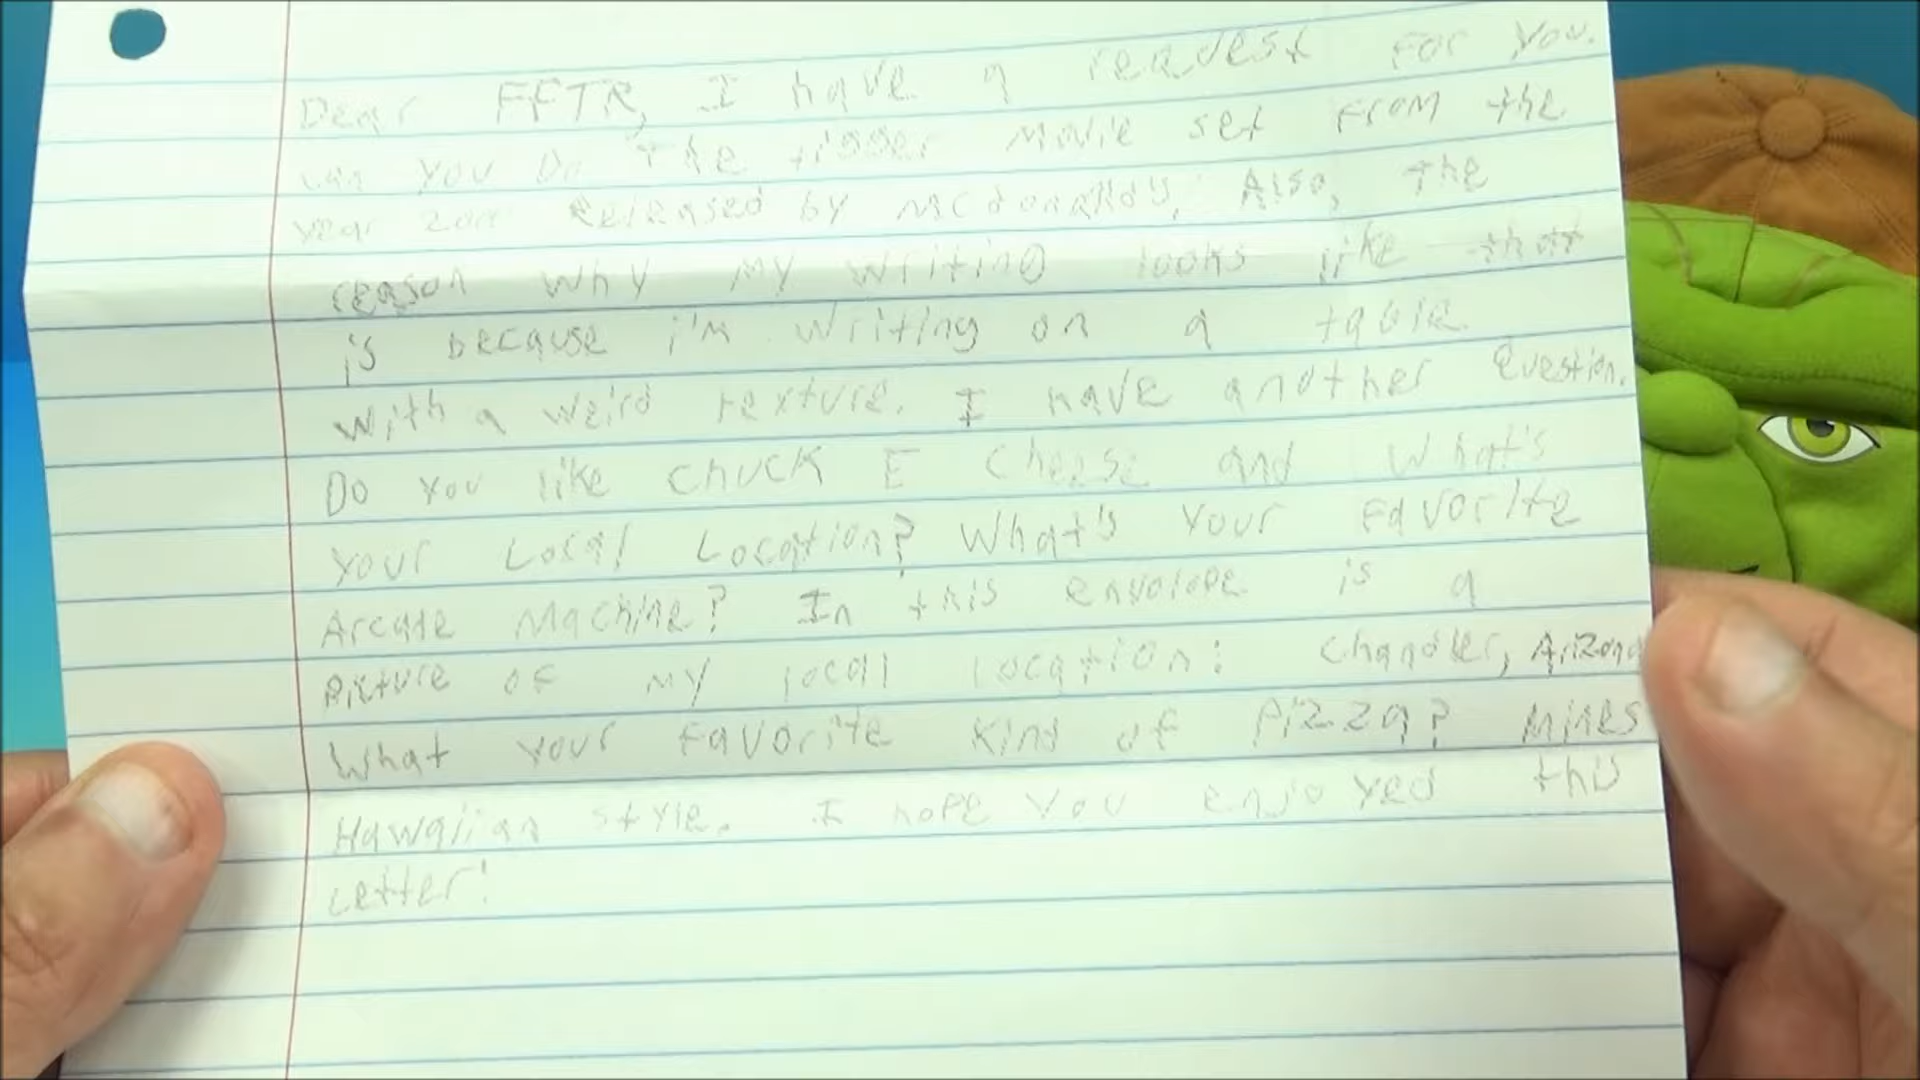 Dear FFTR, I have a request For You.
can you Do The tigger Movie set From the
year released by mcdonald's, Also, the
reason why my writing looks like that
is because i'm writing on a table
with a weird texture. I have another Question.
Do you like Chuck E Cheese and What's
your Local Location? What's your Favorite
Arcade Machine? In this envolope is a
Picture of my local location: Chandler, Arizona
What your favorite Kind of Pizza? Mines
Hawaiian style. I hope you enjoyed this
Letter!